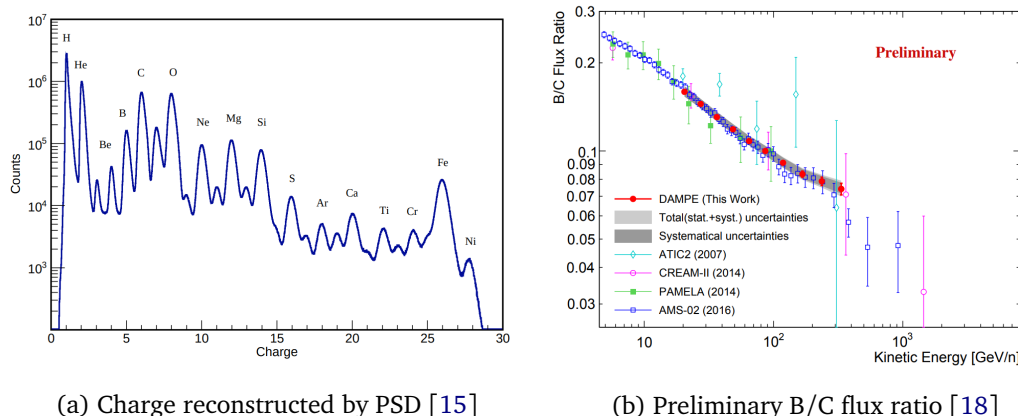 10⁷
10⁶
10⁵
10⁴
10³
Counts
H
He
Be
B
C
O
Ne
Mg
Si
S
Ar
Ca
Ti
Cr
Fe
Ni
0 5 10 15 20 25 30
Charge
(a) Charge reconstructed by PSD [15]
B/C Flux Ratio
0.3
0.2
0.1
0.09
0.08
0.07
0.06
0.05
0.04
0.03
Preliminary
DAMPE (This Work)
Total(stat.+syst.) uncertainties
Systematical uncertainties
ATIC2 (2007)
CREAM-II (2014)
PAMELA (2014)
AMS-02 (2016)
10 10² 10³
Kinetic Energy [GeV/n]
(b) Preliminary B/C flux ratio [18]